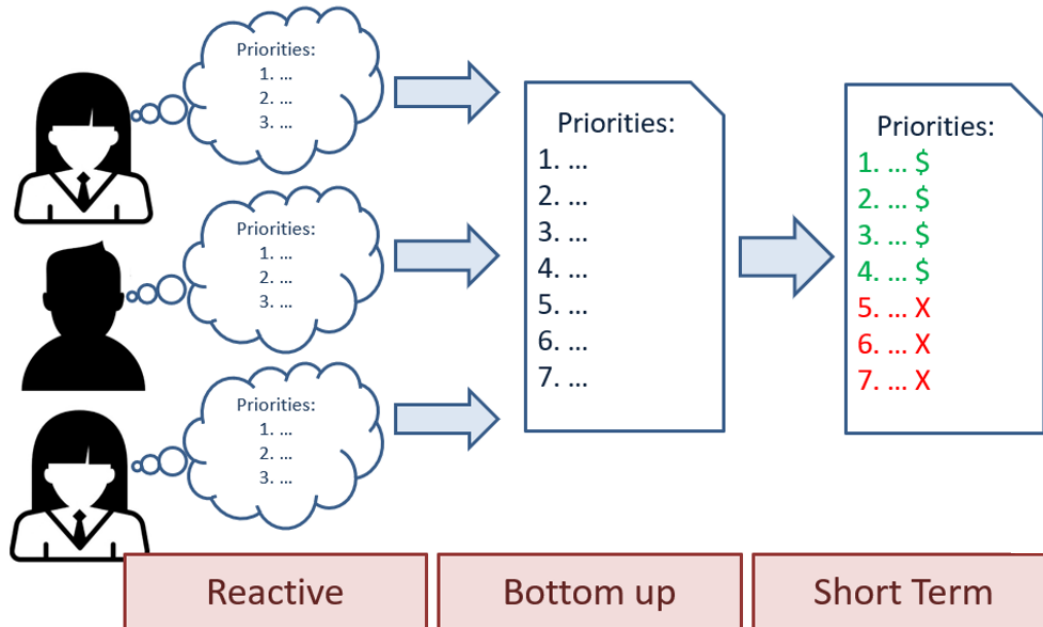 Priorities:
1. ...
2. ...
3. ...
Priorities:
1. ...
2. ...
3. ...
Priorities:
1. ...
2. ...
3. ...
Priorities:
1. ...
2. ...
3. ...
4. ...
5. ...
6. ...
7. ...
Priorities:
1. ... $
2. ... $
3. ... $
4. ... $
5. ... X
6. ... X
7. ... X
Reactive
Bottom up
Short Term